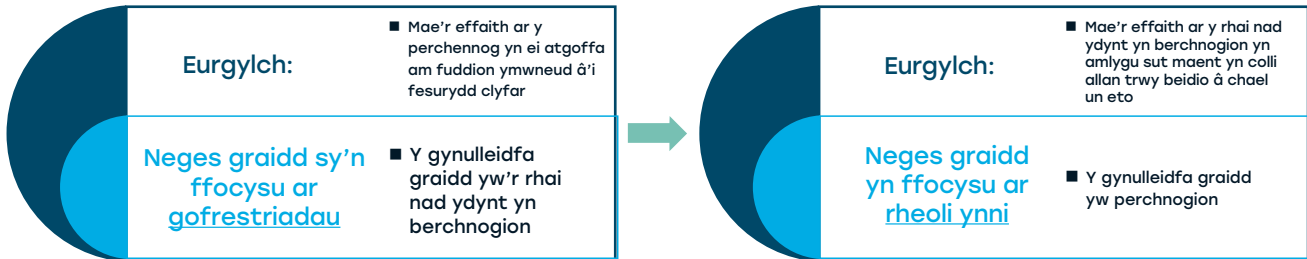 Eurgylch:
■ Mae'r effaith ar y
perchennog yn ei atgoffa
am fuddion ymwneud â'i
fesurydd clyfar
Neges graidd sy'n
ffocysu ar
gofrestriadau
■ Y gynulleidfa
graidd yw'r rhai
nad ydynt yn
berchnogion
Eurgylch:
■ Mae'r effaith ar y rhai nad
ydynt yn berchnogion yn
amlygu sut maent yn colli
allan trwy beidio â chael
un eto
Neges graidd
yn ffocysu ar
rheoli ynni
■ Y gynulleidfa graidd
yw perchnogion